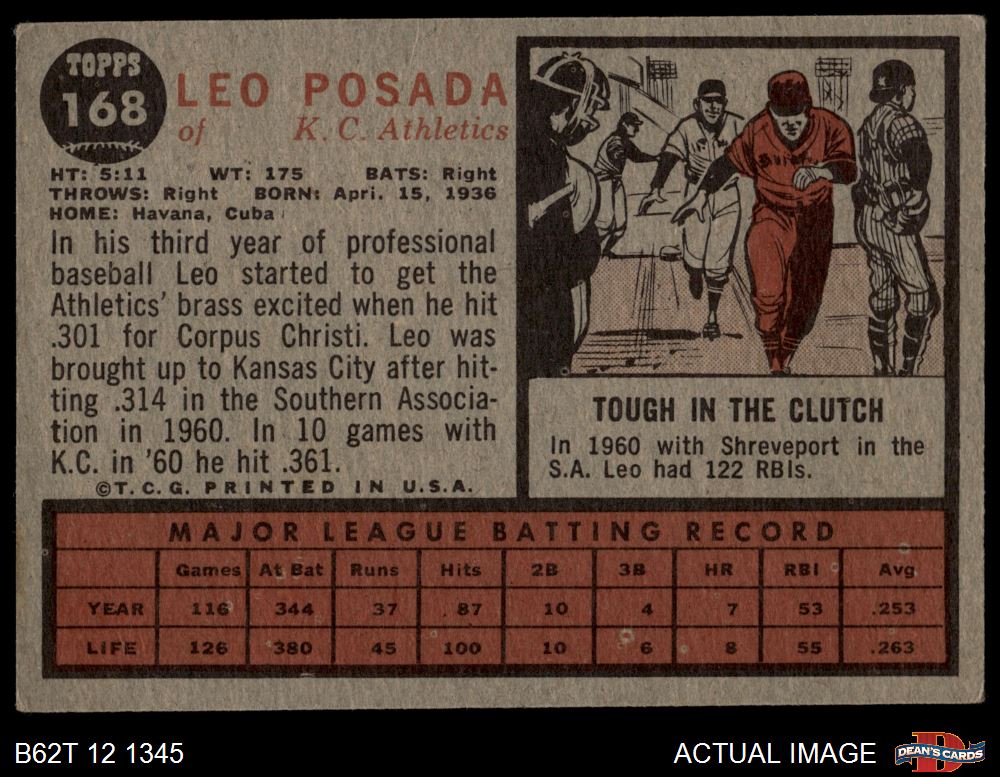 TOPPS
168
LEO POSADA
of K. C. Athletics
HT: 5:11 WT: 175 BATS: Right
THROWS: Right BORN: Apri. 15, 1936
HOME: Havana, Cuba
In his third year of professional
baseball Leo started to get the
Athletics' brass excited when he hit
.301 for Corpus Christi. Leo was
brought up to Kansas City after hit-
ting .314 in the Southern Associa-
tion in 1960. In 10 games with
K.C. in '60 he hit .361.
©T.C.G. PRINTED IN U.S.A.
TOUGH IN THE CLUTCH
In 1960 with Shreveport in the
S.A. Leo had 122 RBIs.
MAJOR LEAGUE BATTING RECORD
Games At Bat Runs Hits 2B 3B HR RBI Avg
YEAR 116 344 37 87 10 4 7 53 .253
LIFE 126 380 45 100 10 6 8 55 .263
B62T 12 1345
ACTUAL IMAGE
DEAN'S CARDS